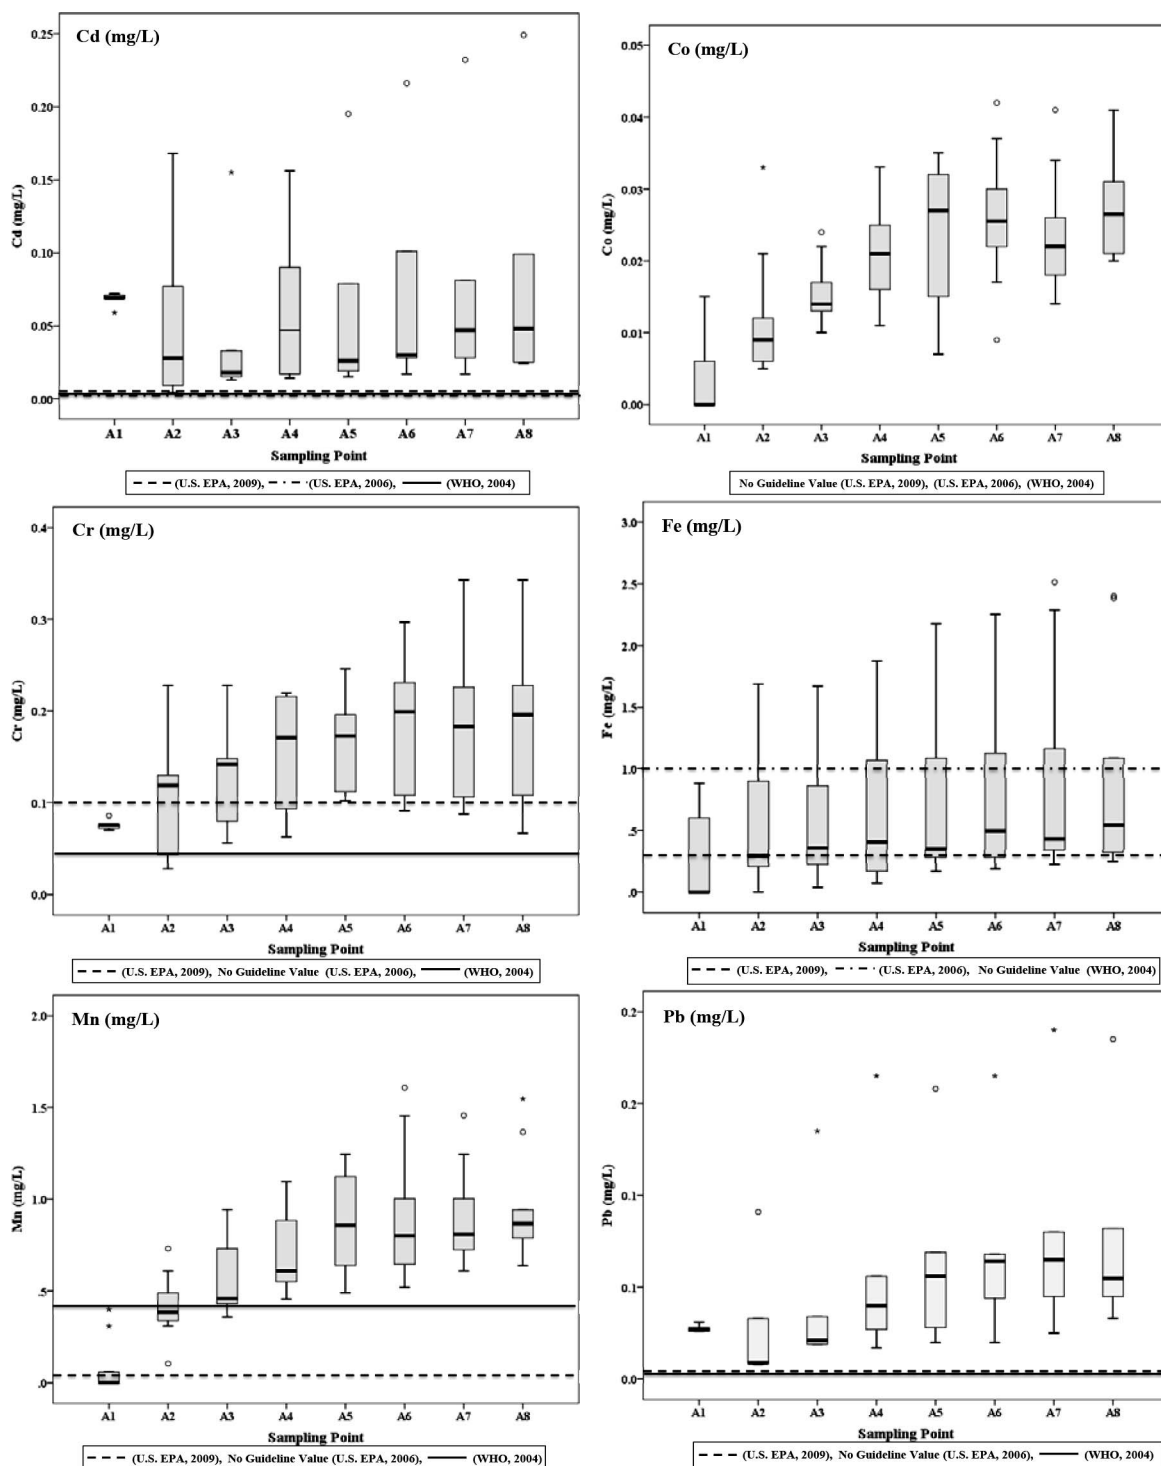 Cd (mg/L)
Cd (mg/L)
0.25
0.20
0.15
0.10
0.05
0.00
A1 A2 A3 A4 A5 A6 A7 A8
Sampling Point
(U.S. EPA, 2009), (US. EPA, 2006), (WHO, 2004)
Co (mg/L)
Co (mg/L)
0.05
0.04
0.03
0.02
0.01
0.00
A1 A2 A3 A4 A5 A6 A7 A8
Sampling Point
No Guideline Value (U.S. EPA, 2009), (U.S. EPA, 2006), (WHO, 2004)
Cr (mg/L)
Cr (mg/L)
0.4
0.3
0.2
0.1
0.0
A1 A2 A3 A4 A5 A6 A7 A8
Sampling Point
(U.S. EPA, 2009), No Guideline Value (U.S. EPA, 2006), (WHO, 2004)
Fe (mg/L)
Fe (mg/L)
3.0
2.5
2.0
1.5
1.0
.5
.0
A1 A2 A3 A4 A5 A6 A7 A8
Sampling Point
(U.S. EPA, 2009), (U.S. EPA, 2006), No Guideline Value (WHO, 2004)
Mn (mg/L)
Mn (mg/L)
2.0
1.5
1.0
.5
.0
A1 A2 A3 A4 A5 A6 A7 A8
Sampling Point
(U.S. EPA, 2009), No Guideline Value (U.S. EPA, 2006), (WHO, 2004)
Pb (mg/L)
Pb (mg/L)
0.2
0.2
0.1
0.1
0.0
A1 A2 A3 A4 A5 A6 A7 A8
Sampling Point
(U.S. EPA, 2009), No Guideline Value (U.S. EPA, 2006), (WHO, 2004)